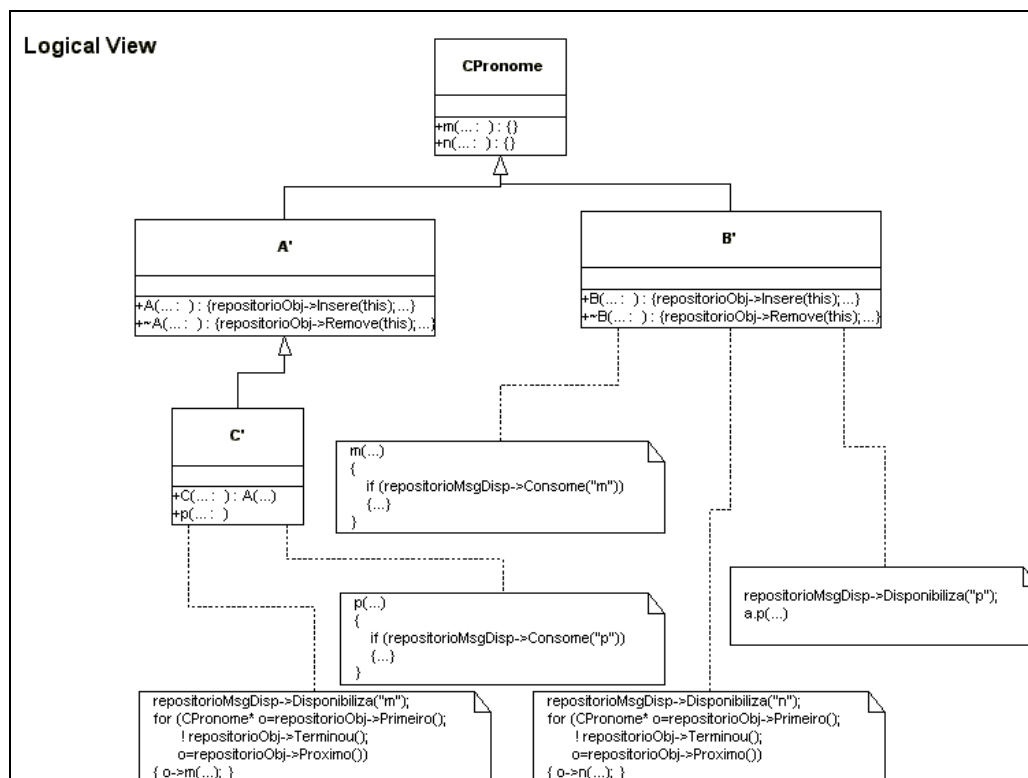 Logical View
CPronome
+m(...: ) : {}
+n(...: ) : {}
A'
+A(...: ) : {repositorioObj->Insere(this);...}
+~A(...: ) : {repositorioObj->Remove(this);...}
B'
+B(...: ) : {repositorioObj->Insere(this);...}
+~B(...: ) : {repositorioObj->Remove(this);...}
C'
+C(...: ) : A(...)
+p(...: )
m(...)
{
if (repositorioMsgDisp->Consome("m"))
{...}
}
repositorioMsgDisp->Disponibiliza("p");
a.p(...)
p(...)
{
if (repositorioMsgDisp->Consome("p"))
{...}
}
repositorioMsgDisp->Disponibiliza("m");
for (CPronome* o=repositorioObj->Primeiro();
! repositorioObj->Terminou();
o=repositorioObj->Proximo())
{ o->m(...); }
repositorioMsgDisp->Disponibiliza("n");
for (CPronome* o=repositorioObj->Primeiro();
! repositorioObj->Terminou();
o=repositorioObj->Proximo())
{ o->n(...); }